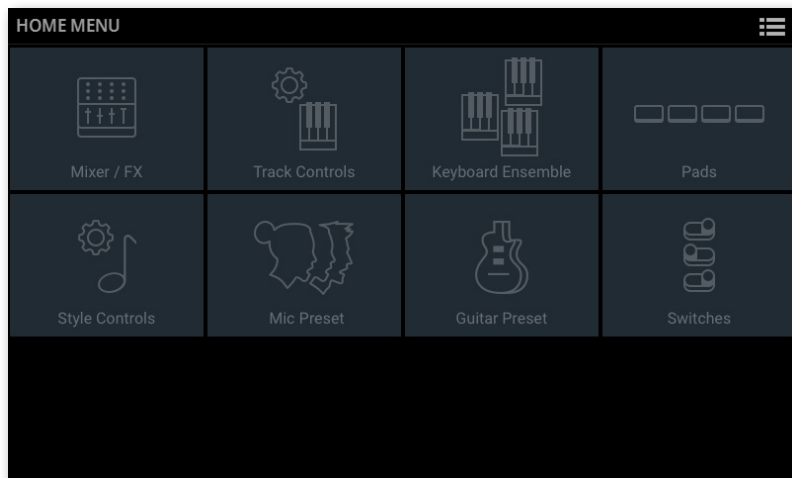 HOME MENU
Mixer / FX
Track Controls
Keyboard Ensemble
Pads
Style Controls
Mic Preset
Guitar Preset
Switches